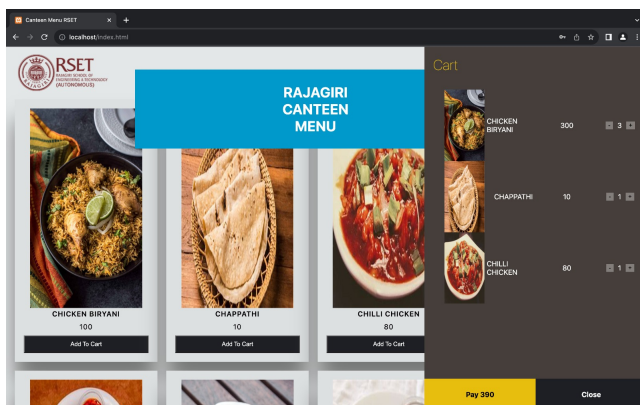 Canteen Menu RSET
localhost/index.html
RSET
RAJAGIRI SCHOOL OF
ENGINEERING & TECHNOLOGY
(AUTONOMOUS)
RAJAGIRI
CANTEEN
MENU
CHICKEN BIRYANI
100
Add To Cart
CHAPPATHI
10
Add To Cart
CHILLI CHICKEN
80
Add To Cart
Cart
CHICKEN
BIRYANI
300
- 3 +
CHAPPATHI
10
- 1 +
CHILLI
CHICKEN
80
- 1 +
Pay 390
Close